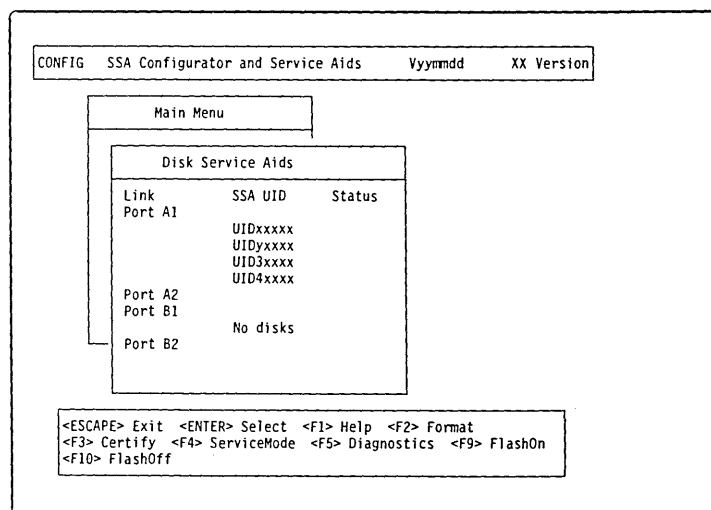 CONFIG SSA Configurator and Service Aids Vyymmdd XX Version
Main Menu
Disk Service Aids
Link SSA UID Status
Port A1
UIDxxxxx
UIDyxxxx
UID3xxxx
UID4xxxx
Port A2
Port B1
No disks
Port B2
<ESCAPE> Exit <ENTER> Select <F1> Help <F2> Format
<F3> Certify <F4> ServiceMode <F5> Diagnostics <F9> FlashOn
<F10> FlashOff